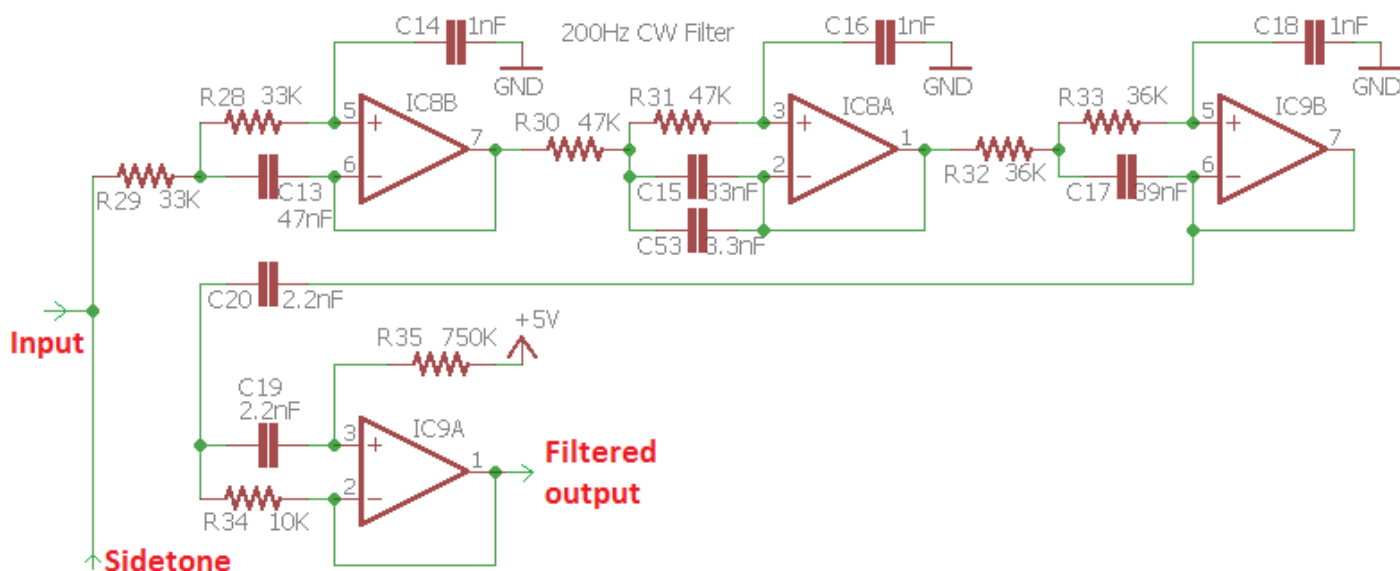 C14 1nF
200Hz CW Filter
C16 1nF
C18 1nF
GND
GND
GND
R28 33K
5
IC8B
7
6
R29 33K
C13
47nF
R30 47K
R31 47K
3
IC8A
1
2
C15 33nF
C53 3.3nF
R32 36K
R33 36K
5
IC9B
7
6
C17 39nF
C20 2.2nF
Input
R35 750K
+5V
C19
2.2nF
3
IC9A
1
2
R34 10K
Filtered
output
Sidetone
+
-
+
-
+
-
+
-